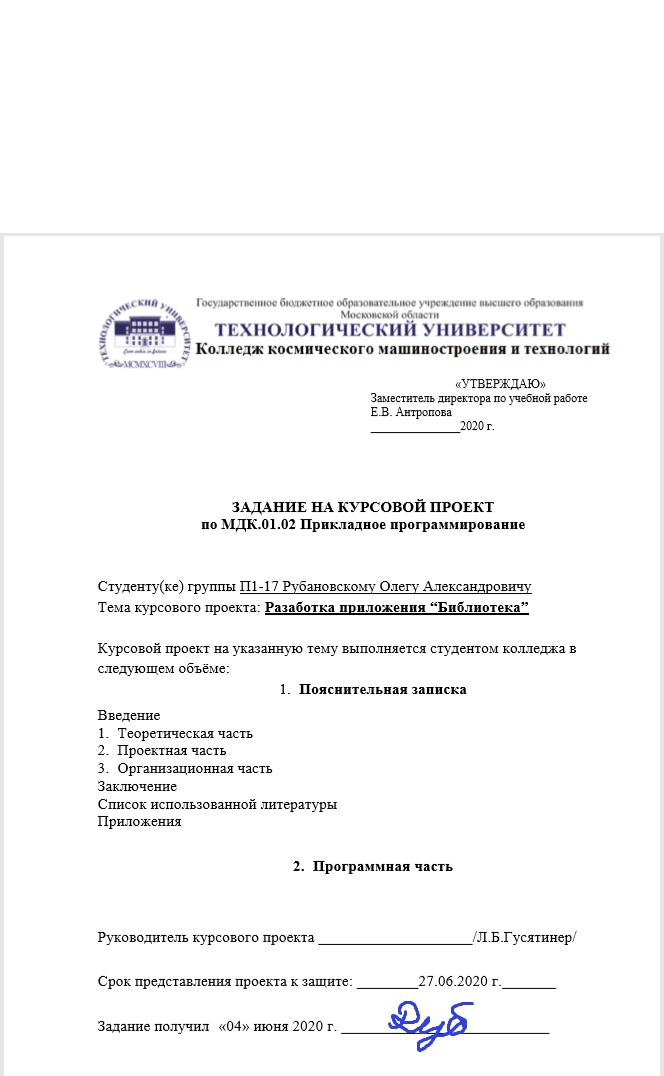 ТЕХНОЛОГИЧЕСКИЙ УНИВЕРСИТЕТ
MCMXCVIII
Государственное бюджетное образовательное учреждение высшего образования
Московской области
ТЕХНОЛОГИЧЕСКИЙ УНИВЕРСИТЕТ
Колледж космического машиностроения и технологий
«УТВЕРЖДАЮ»
Заместитель директора по учебной работе
Е.В. Антропова
_______________2020 г.
ЗАДАНИЕ НА КУРСОВОЙ ПРОЕКТ
по МДК.01.02 Прикладное программирование
Студенту(ке) группы П1-17 Рубановскому Олегу Александровичу
Тема курсового проекта: Разаботка приложения “Библиотека”
Курсовой проект на указанную тему выполняется студентом колледжа в
следующем объёме:
1. Пояснительная записка
Введение
1. Теоретическая часть
2. Проектная часть
3. Организационная часть
Заключение
Список использованной литературы
Приложения
2. Программная часть
Руководитель курсового проекта ____________________/Л.Б.Гусятинер/
Срок представления проекта к защите: ________27.06.2020 г._______
Задание получил «04» июня 2020 г. ___________________________